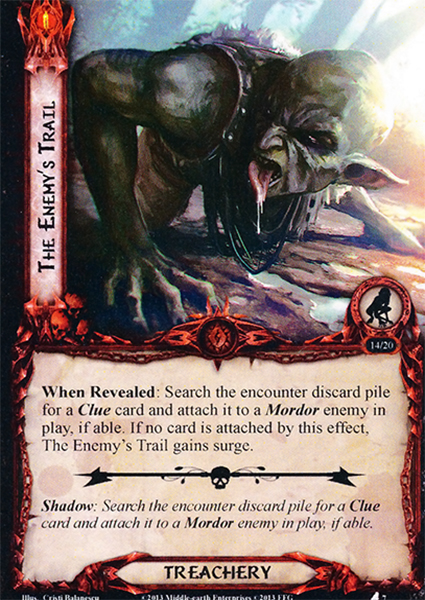 THE ENEMY'S TRAIL
14/20
When Revealed: Search the encounter discard pile
for a Clue card and attach it to a Mordor enemy in
play, if able. If no card is attached by this effect,
The Enemy's Trail gains surge.
Shadow: Search the encounter discard pile for a Clue
card and attach it to a Mordor enemy in play, if able.
TREACHERY
Illus. Cristi Balanescu
©2013 Middle-earth Enterprises ©2013 FFG
7